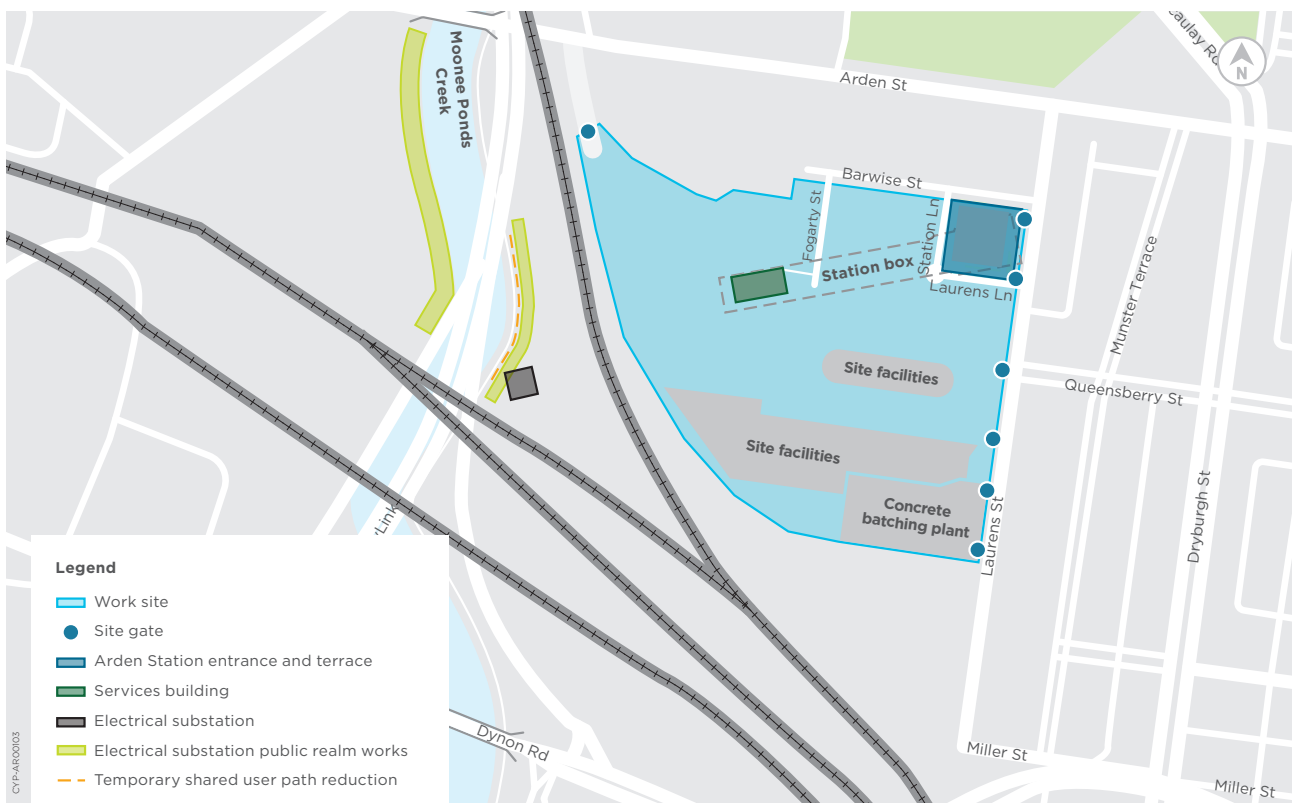 Moonee Ponds
Creek
Arden St
caulay Rd
N
Barwise St
Fogarty St
Station Ln
Station box
Laurens Ln
Munster Terrace
Site facilities
Queensberry St
Site facilities
Concrete
batching plant
Laurens St
Dryburgh St
yLink
Legend
Work site
Site gate
Arden Station entrance and terrace
Services building
Electrical substation
Electrical substation public realm works
Temporary shared user path reduction
Dynon Rd
Miller St
Miller St
CYP-AR00103